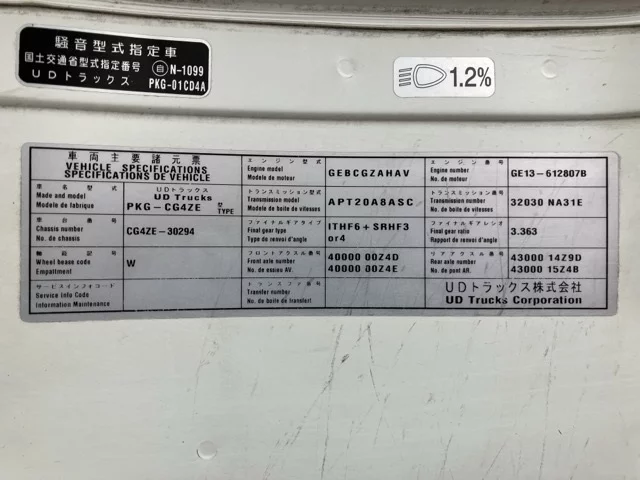 騒音型式指定車
国土交通省型式指定番号 自 N-1099
UDトラックス PKG-01CD4A
1.2%
車両主要諸元票
VEHICLE SPECIFICATIONS
SPECIFICATIONS DE VEHICLE
エンジン型式
Engine model
Modele de moteur
GEBCGZAHAV
エンジン番号
Engine number
No. de moteur
GE13-612807B
車名型式
Made and model
Modele de fabrique
UDトラックス
UD Trucks
PKG-CG4ZE 型 TYPE
トランスミッション型式
Transmission model
Modele de boite de vitesses
APT20A8ASC
トランスミッション番号
Transmission number
No. de boite de vitesses
32030 NA31E
車台番号
Chassis number
No. de chassis
CG4ZE-30294
ファイナルギヤタイプ
Final gear type
Type de renvoi d'angle
ITHF6+SRHF3
or4
ファイナルギヤレシオ
Final gear ratio
Rapport de renvoi d'angle
3.363
軸距記号
Wheel bease code
Empattement
W
フロントアクスル番号
Front axle number
No. de essieu AV.
40000 00Z4D
40000 00Z4E
リヤアクスル番号
Rear axle number
No. de pont AR.
43000 14Z9D
43000 15Z4B
サービスインフォコード
Service info Code
Information Maintenance
トランスファ番号
Transfer number
No. de boite de transfert
UDトラックス株式会社
UD Trucks Corporation